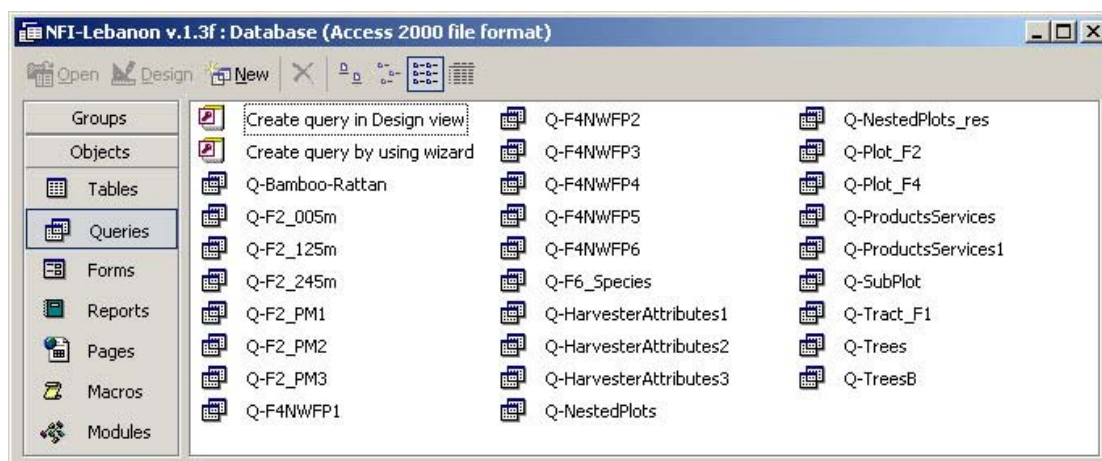 NFI-Lebanon v.1.3f : Database (Access 2000 file format)
Open Design New
Groups
Objects
Tables
Queries
Forms
Reports
Pages
Macros
Modules
Create query in Design view
Create query by using wizard
Q-Bamboo-Rattan
Q-F2_005m
Q-F2_125m
Q-F2_245m
Q-F2_PM1
Q-F2_PM2
Q-F2_PM3
Q-F4NWFP1
Q-F4NWFP2
Q-F4NWFP3
Q-F4NWFP4
Q-F4NWFP5
Q-F4NWFP6
Q-F6_Species
Q-HarvesterAttributes1
Q-HarvesterAttributes2
Q-HarvesterAttributes3
Q-NestedPlots
Q-NestedPlots_res
Q-Plot_F2
Q-Plot_F4
Q-ProductsServices
Q-ProductsServices1
Q-SubPlot
Q-Tract_F1
Q-Trees
Q-TreesB